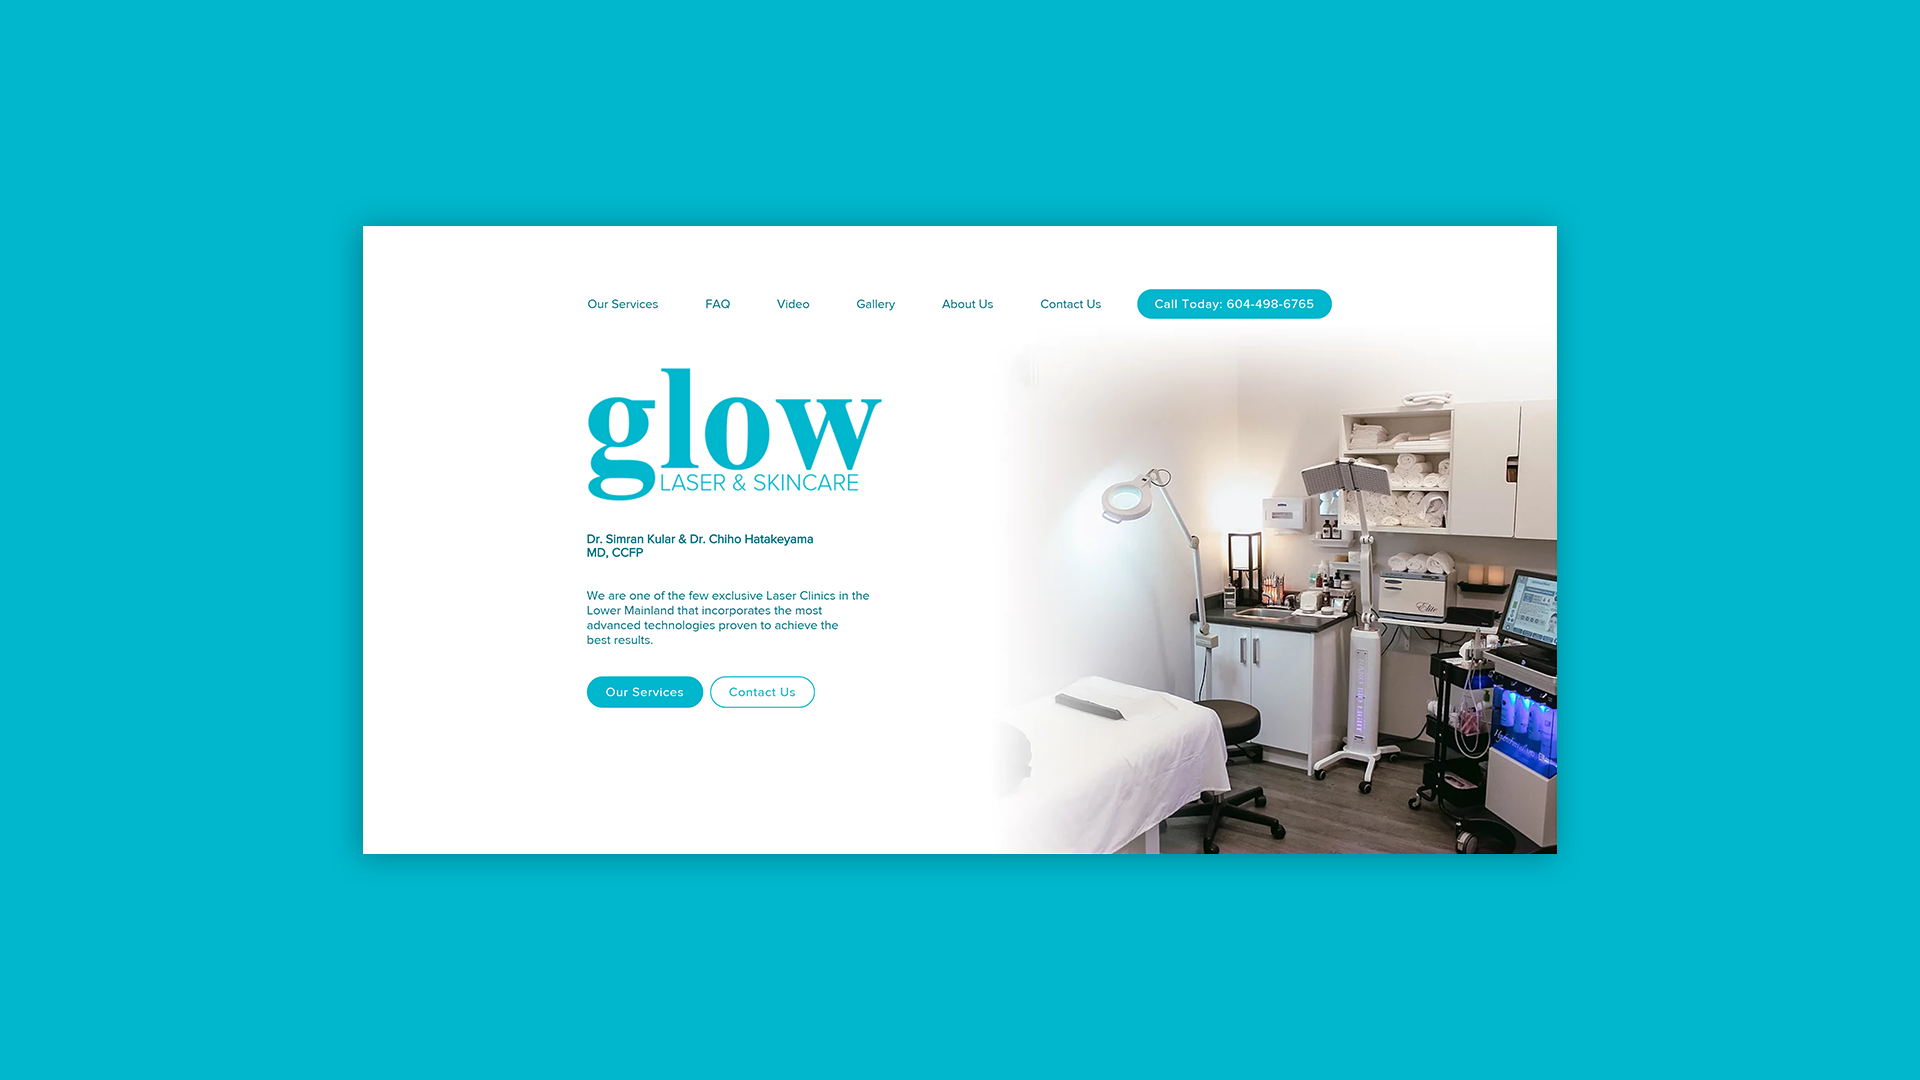 Our Services FAQ Video Gallery About Us Contact Us Call Today: 604-498-6765
glow
LASER & SKINCARE
Dr. Simran Kular & Dr. Chiho Hatakeyama
MD, CCFP
We are one of the few exclusive Laser Clinics in the
Lower Mainland that incorporates the most
advanced technologies proven to achieve the
best results.
Our Services Contact Us
Elite